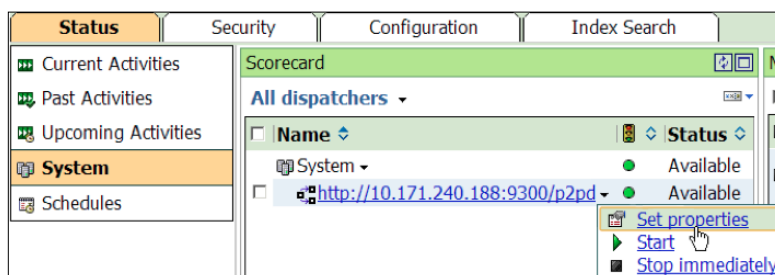 Status Security Configuration Index Search
Current Activities
Past Activities
Upcoming Activities
System
Schedules
Scorecard
All dispatchers
Name Status
System Available
http://10.171.240.188:9300/p2pd Available
Set properties
Start
Stop immediately